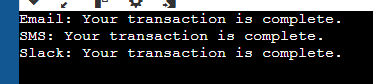 Email: Your transaction is complete.
SMS: Your transaction is complete.
Slack: Your transaction is complete.